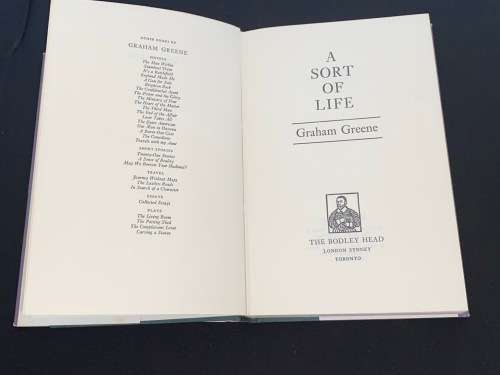 OTHER BOOKS BY
GRAHAM GREENE
NOVELS
The Man Within
Stamboul Train
It's a Battlefield
England Made Me
A Gun for Sale
Brighton Rock
The Confidential Agent
The Power and the Glory
The Ministry of Fear
The Heart of the Matter
The Third Man
The End of the Affair
Loser Takes All
The Quiet American
Our Man in Havana
A Burnt-Out Case
The Comedians
Travels with my Aunt
SHORT STORIES
Twenty-One Stories
A Sense of Reality
May We Borrow Your Husband?
TRAVEL
Journey Without Maps
The Lawless Roads
In Search of a Character
ESSAYS
Collected Essays
PLAYS
The Living Room
The Potting Shed
The Complaisant Lover
Carving a Statue
A
SORT
OF
LIFE
Graham Greene
THE BODLEY HEAD
LONDON SYDNEY
TORONTO